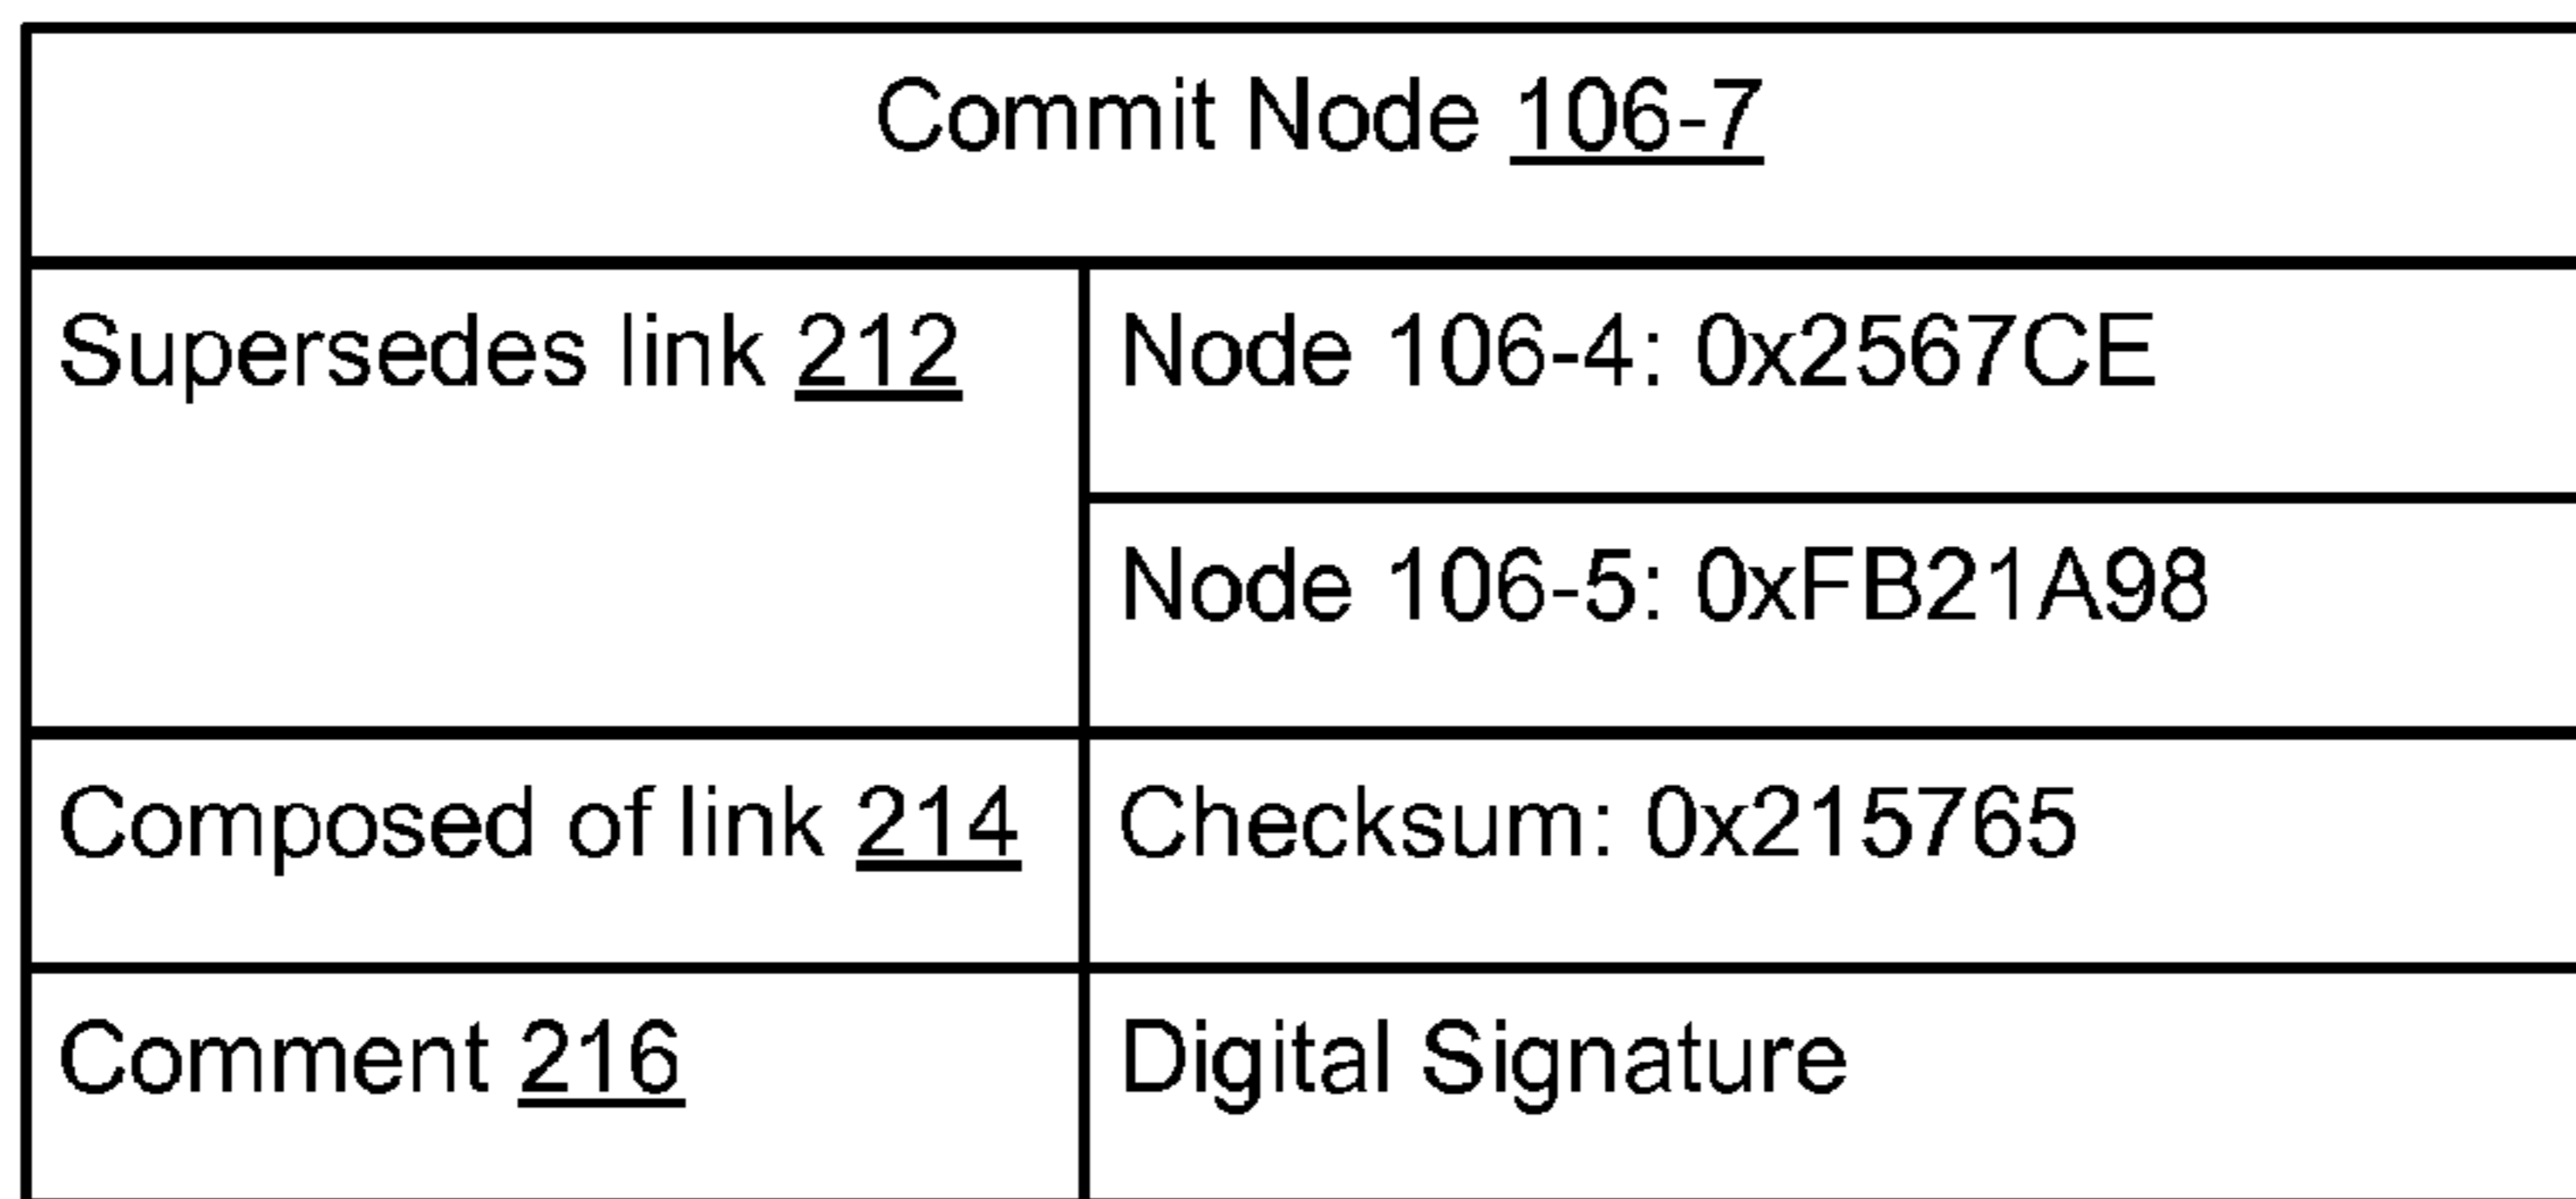 Commit Node 106-7
Supersedes link 212
Node 106-4: 0x2567CE
Node 106-5: 0xFB21A98
Composed of link 214
Checksum: 0x215765
Comment 216
Digital Signature